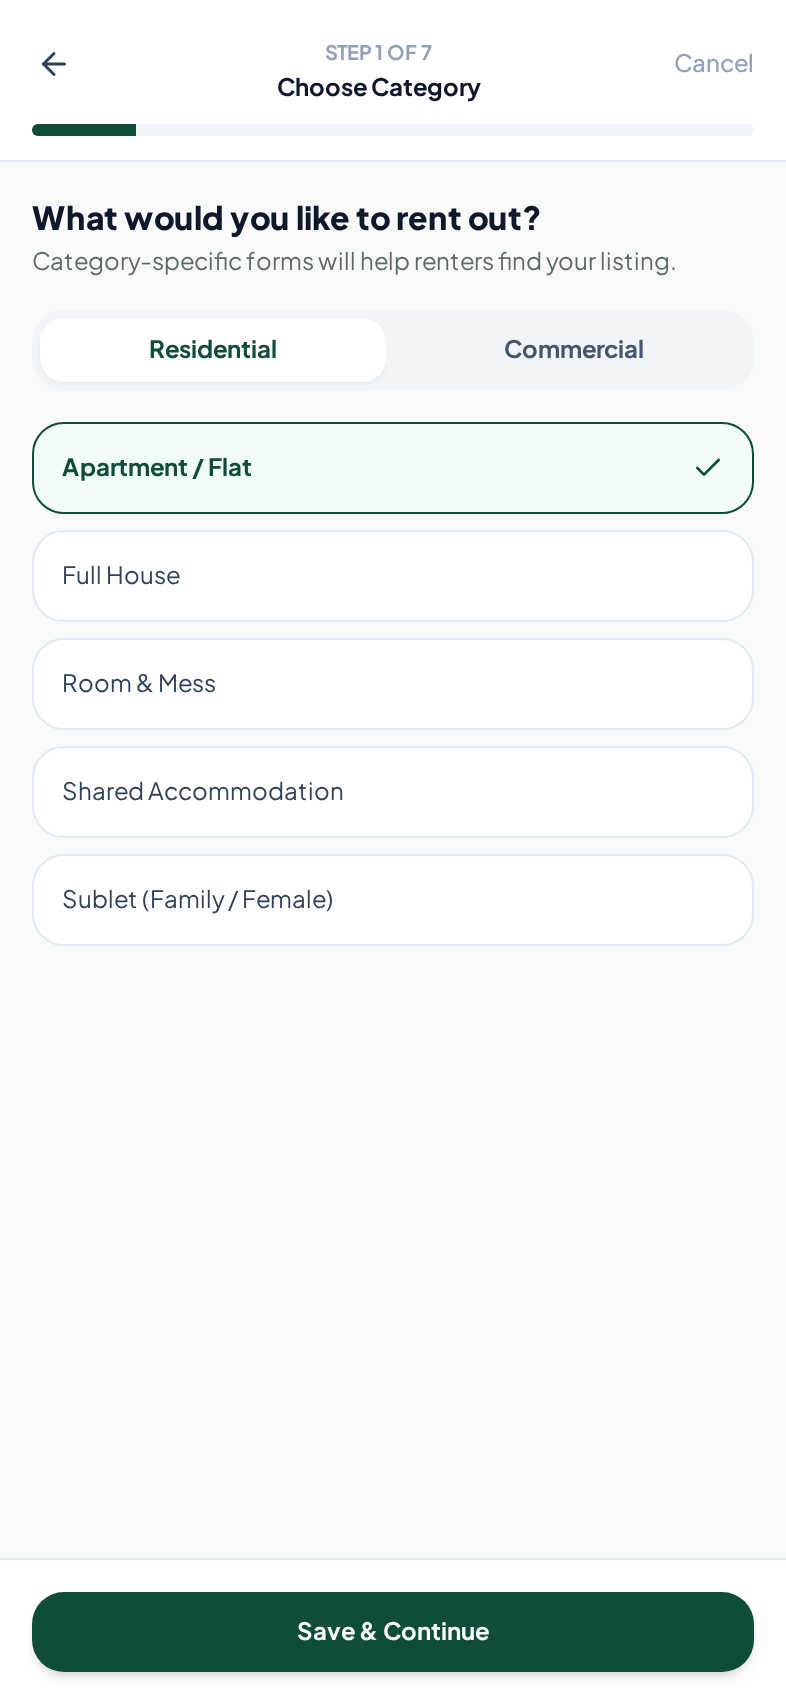 STEP 1 OF 7
Choose Category
Cancel
What would you like to rent out?
Category-specific forms will help renters find your listing.
Residential
Commercial
Apartment / Flat
Full House
Room & Mess
Shared Accommodation
Sublet (Family / Female)
Save & Continue